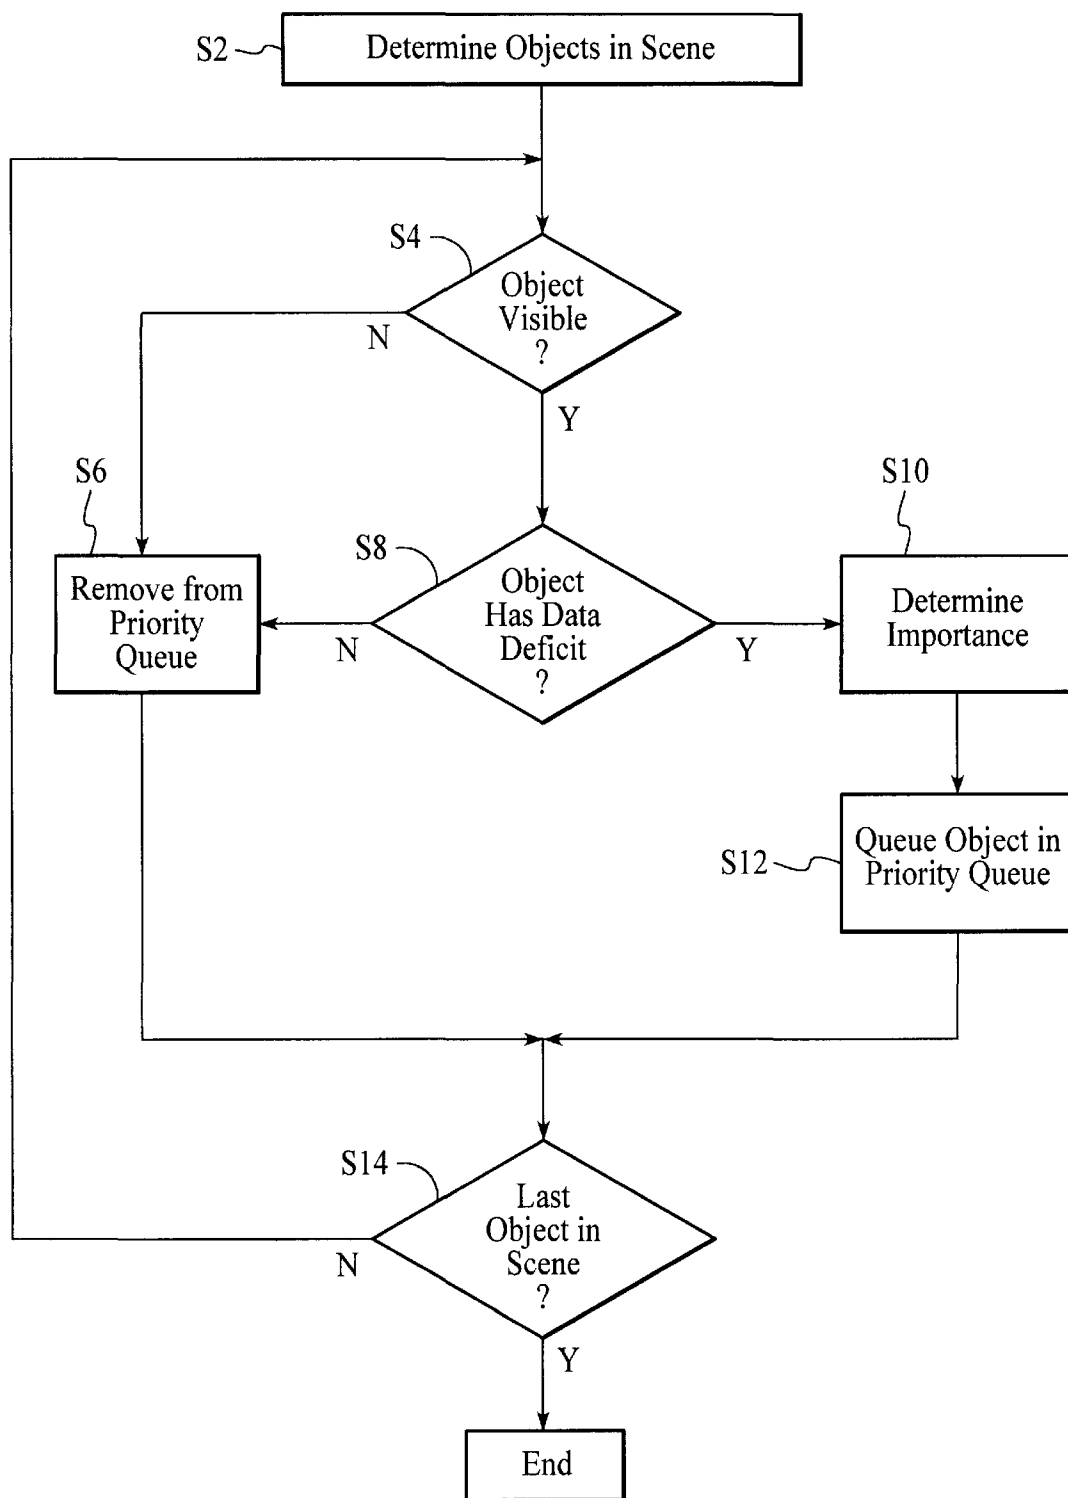 S2
Determine Objects in Scene
S4
Object
Visible
?
N
Y
S6
Remove from
Priority
Queue
S8
Object
Has Data
Deficit
?
N
Y
S10
Determine
Importance
S12
Queue Object in
Priority Queue
S14
Last
Object in
Scene
?
N
Y
End